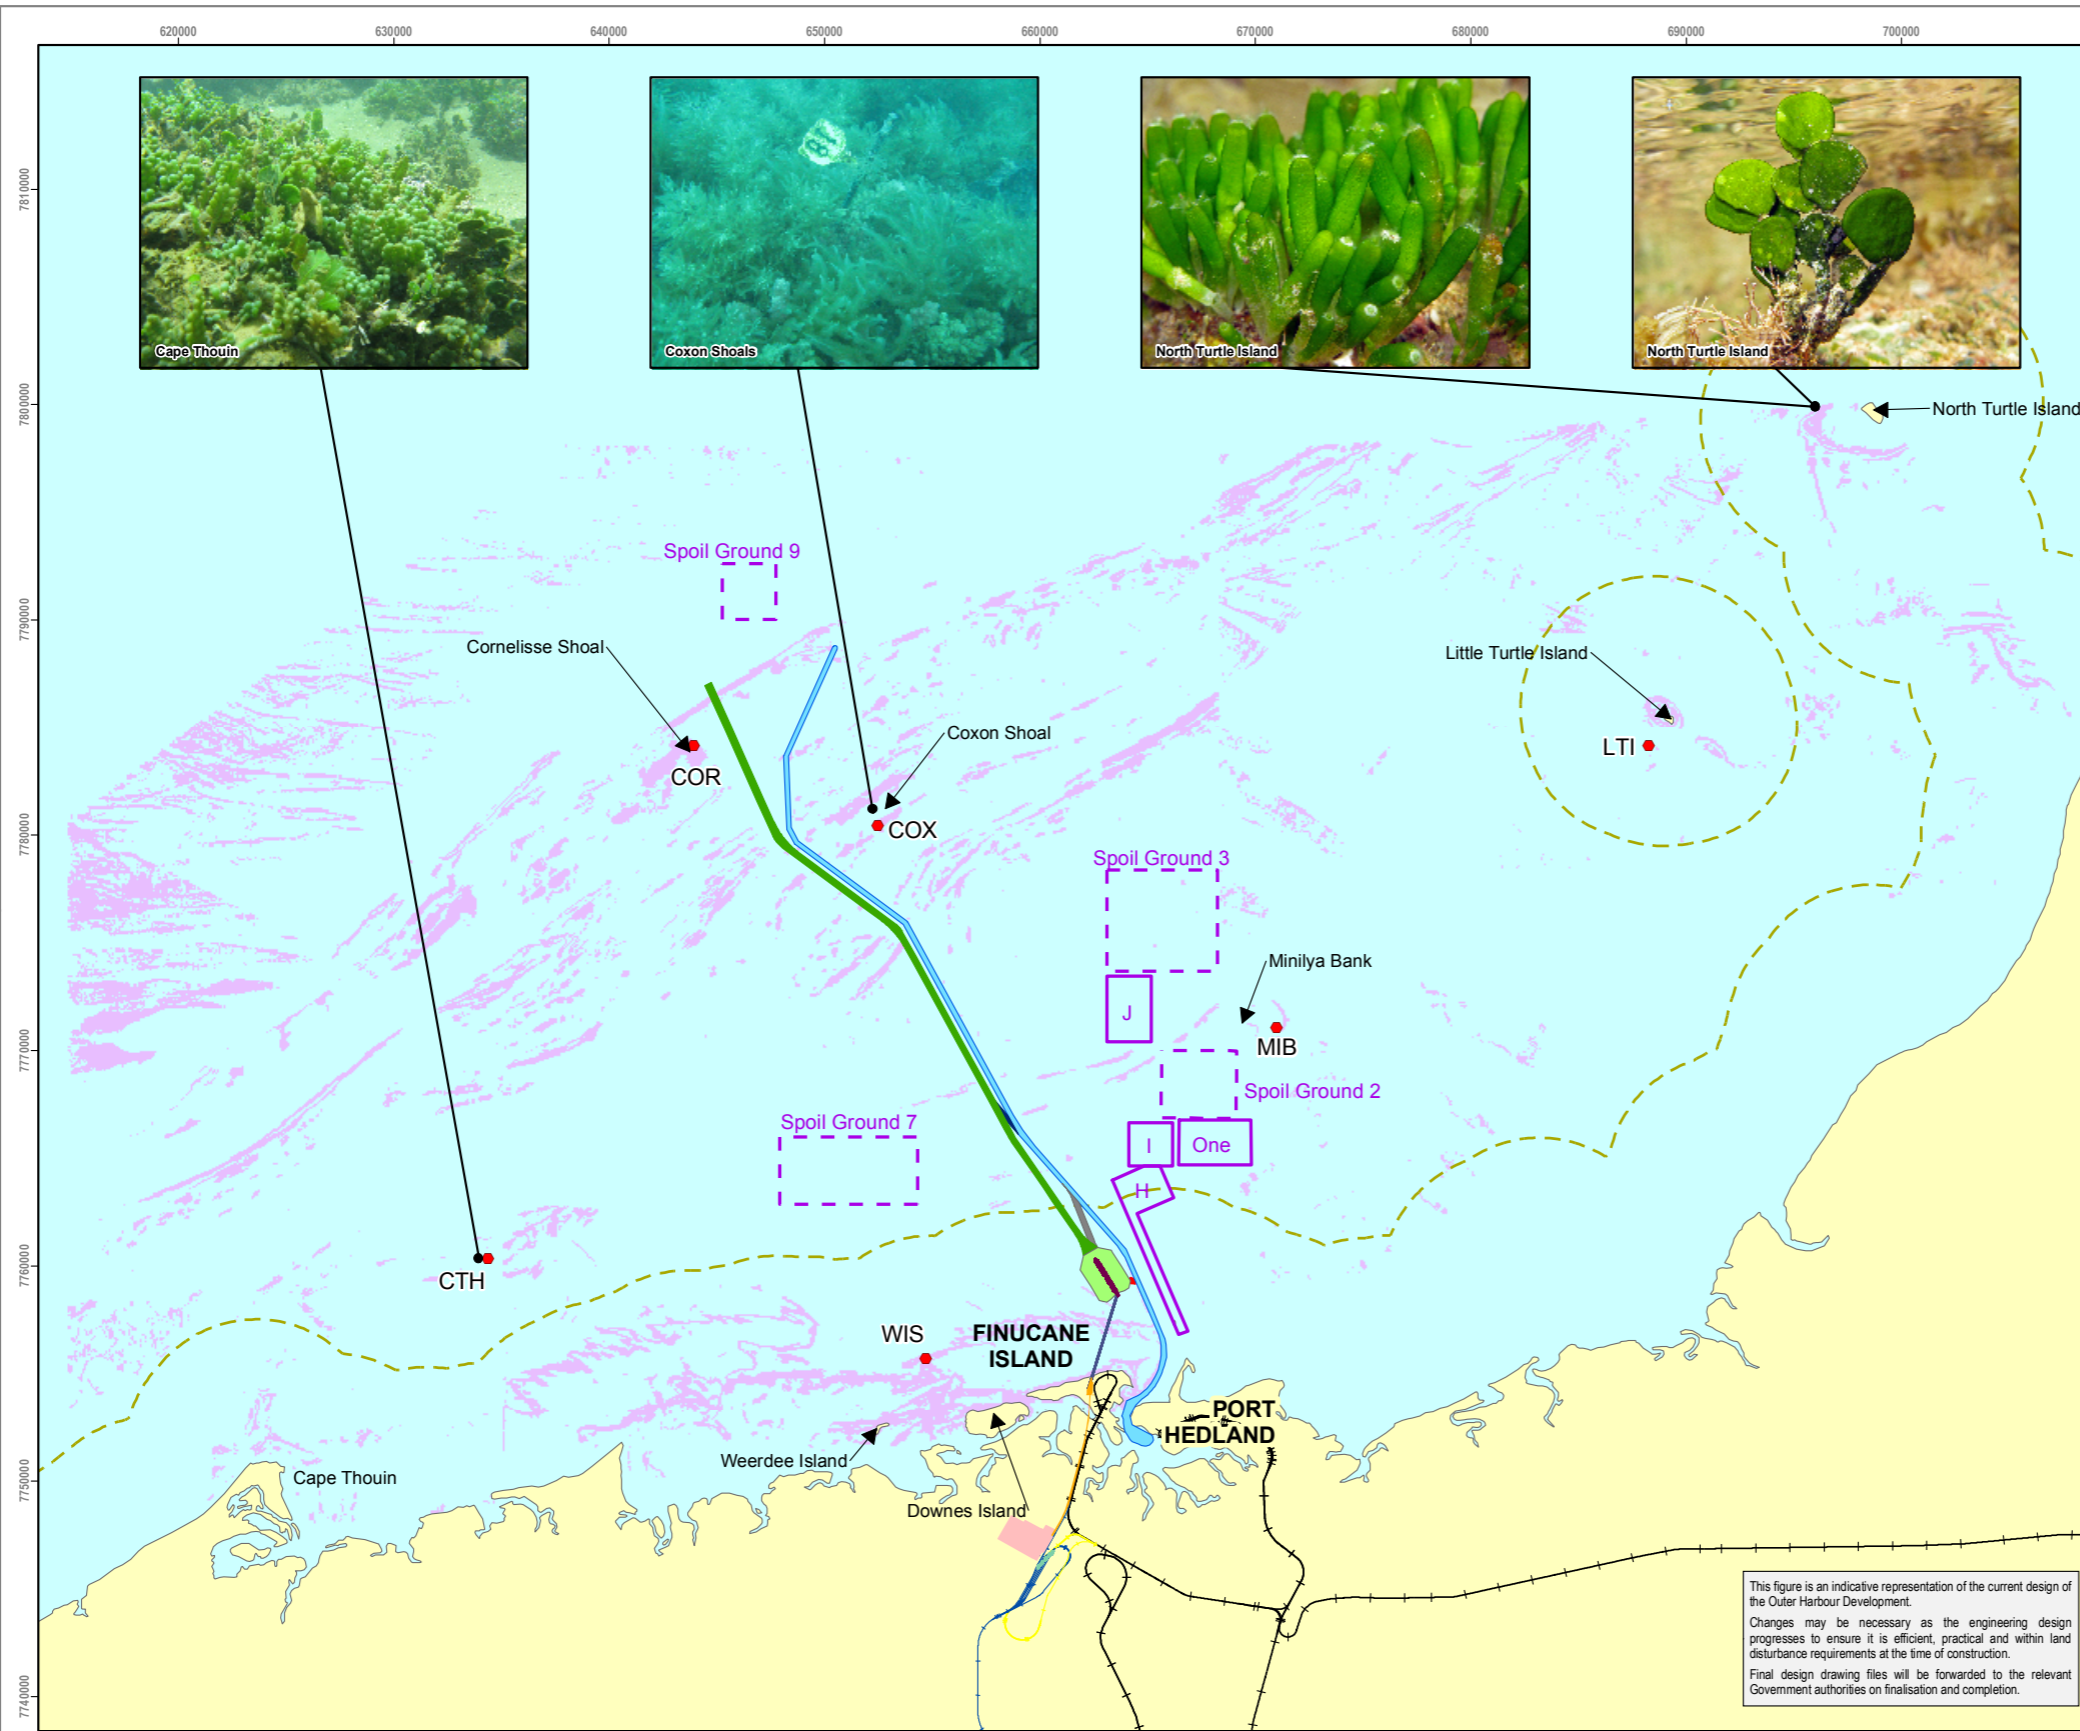 620000
630000
640000
650000
660000
670000
680000
690000
700000
7810000
7800000
7790000
7780000
7770000
7760000
7750000
7740000
Cape Thouin
Coxon Shoals
North Turtle Island
North Turtle Island
North Turtle Island
Spoil Ground 9
Cornelisse Shoal
Little Turtle Island
Coxon Shoal
LTI
COR
COX
Spoil Ground 3
Minilya Bank
J
MIB
Spoil Ground 2
Spoil Ground 7
I
One
H
CTH
WIS
FINUCANE
ISLAND
PORT
HEDLAND
Weerdee Island
Cape Thouin
Downes Island
This figure is an indicative representation of the current design of
the Outer Harbour Development.
Changes may be necessary as the engineering design
progresses to ensure it is efficient, practical and within land
disturbance requirements at the time of construction.
Final design drawing files will be forwarded to the relevant
Government authorities on finalisation and completion.